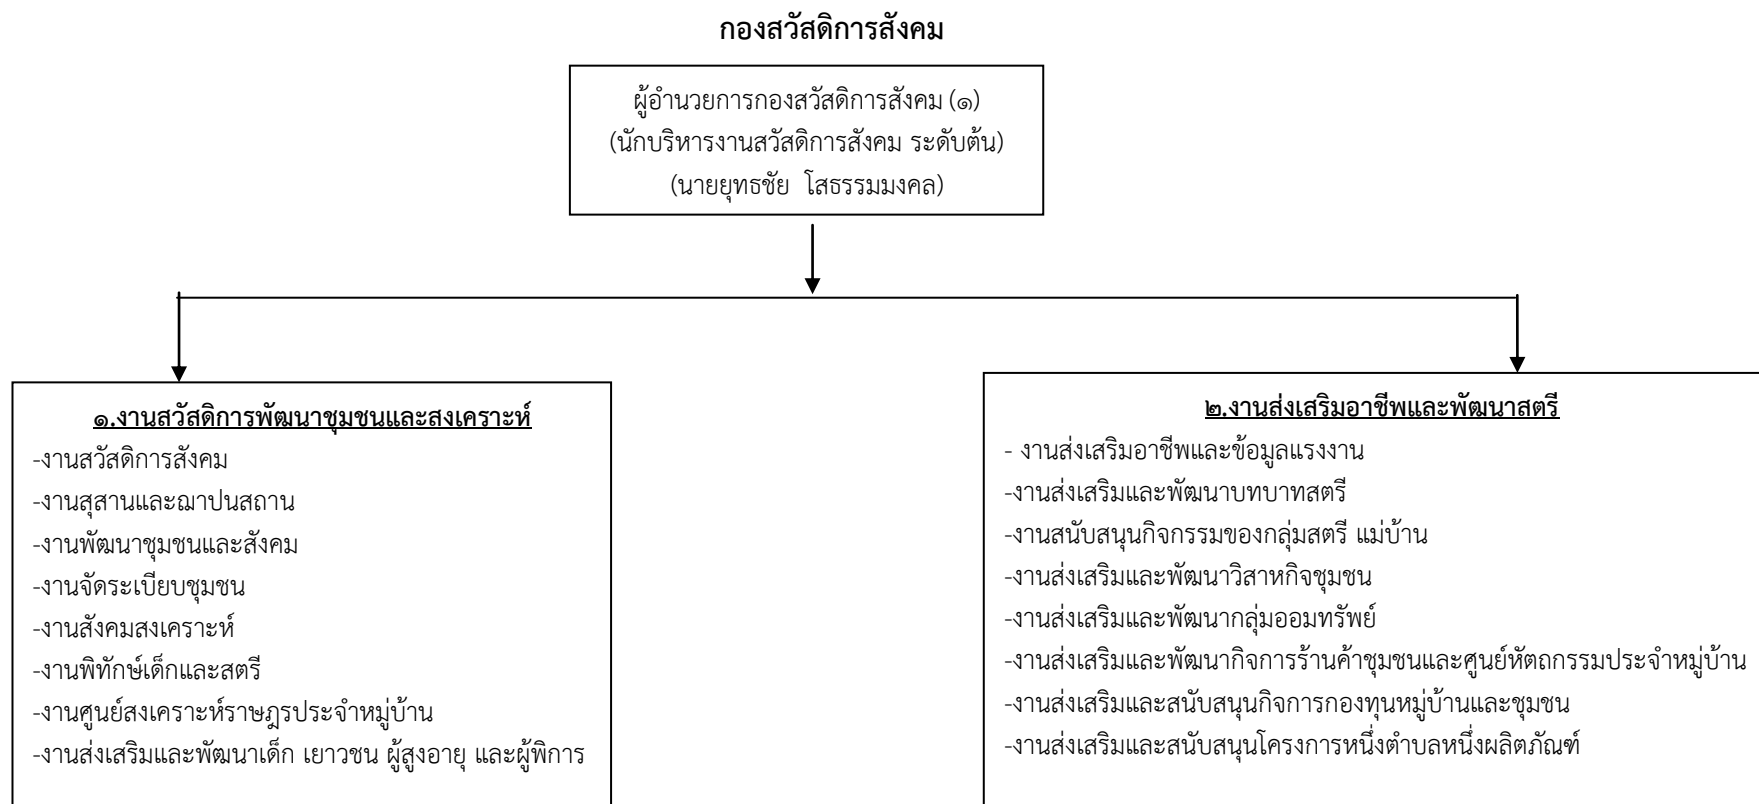 กองสวัสดิการสังคม
ผู้อำนวยการกองสวัสดิการสังคม (๑)
(นักบริหารงานสวัสดิการสังคม ระดับต้น)
(นายยุทธชัย โสธรรมมงคล)
๑.งานสวัสดิการพัฒนาชุมชนและสงเคราะห์
-งานสวัสดิการสังคม
-งานสุสานและฌาปนสถาน
-งานพัฒนาชุมชนและสังคม
-งานจัดระเบียบชุมชน
-งานสังคมสงเคราะห์
-งานพิทักษ์เด็กและสตรี
-งานศูนย์สงเคราะห์ราษฎรประจำหมู่บ้าน
-งานส่งเสริมและพัฒนาเด็ก เยาวชน ผู้สูงอายุ และผู้พิการ
๒.งานส่งเสริมอาชีพและพัฒนาสตรี
- งานส่งเสริมอาชีพและข้อมูลแรงงาน
-งานส่งเสริมและพัฒนาบทบาทสตรี
-งานสนับสนุนกิจกรรมของกลุ่มสตรี แม่บ้าน
-งานส่งเสริมและพัฒนาวิสาหกิจชุมชน
-งานส่งเสริมและพัฒนากลุ่มออมทรัพย์
-งานส่งเสริมและพัฒนากิจการร้านค้าชุมชนและศูนย์หัตถกรรมประจำหมู่บ้าน
-งานส่งเสริมและสนับสนุนกิจการกองทุนหมู่บ้านและชุมชน
-งานส่งเสริมและสนับสนุนโครงการหนึ่งตำบลหนึ่งผลิตภัณฑ์